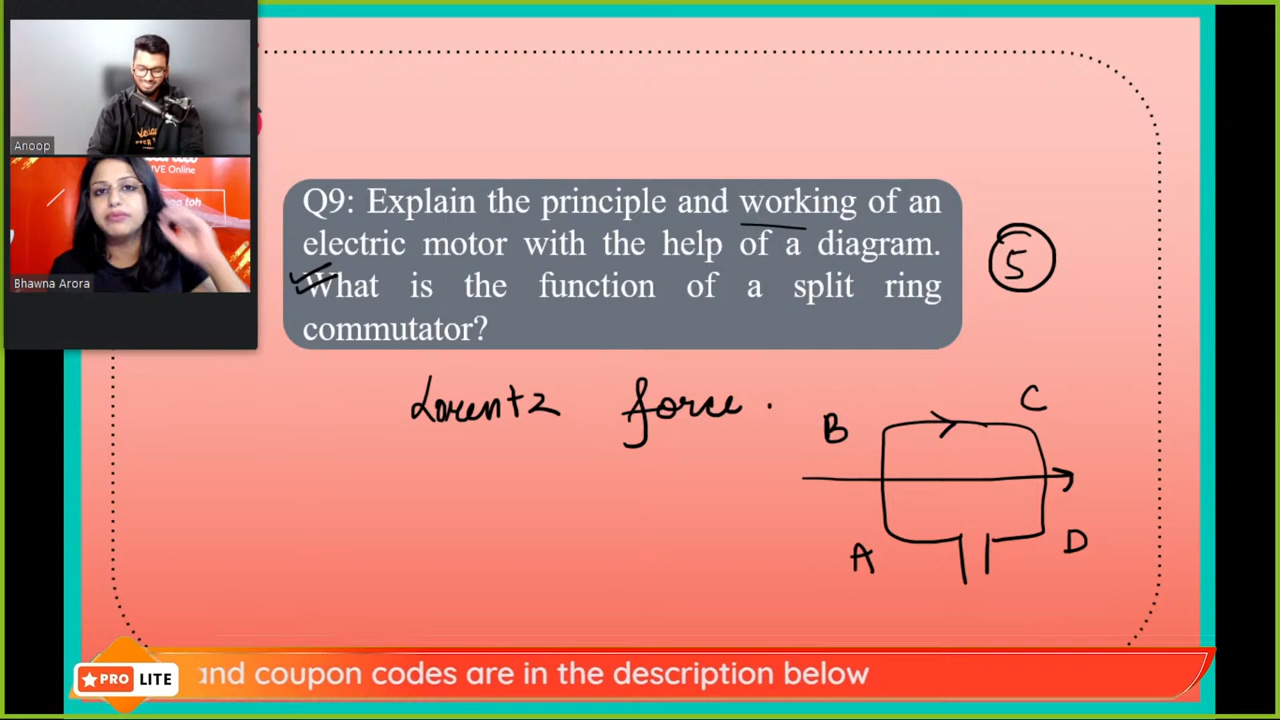 Anoop
IVE Online
Bhawna Arora
Q9: Explain the principle and working of an
electric motor with the help of a diagram.
What is the function of a split ring
commutator?
5
Lorentz force.
B
C
A
D
PRO LITE
and coupon codes are in the description below